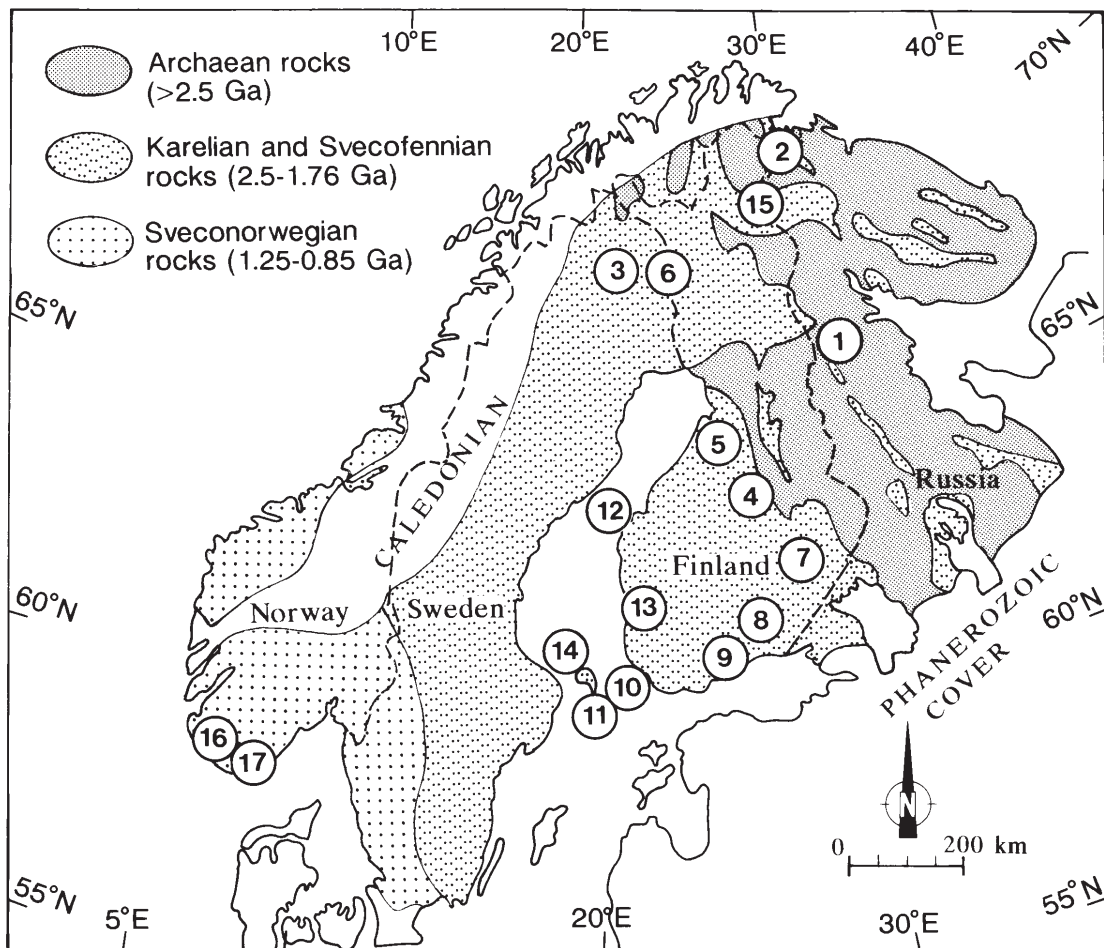 10°E
20°E
30°E
40°E
70°N
Archaean rocks
(>2.5 Ga)
Karelian and Svecofennian
rocks (2.5-1.76 Ga)
Sveconorwegian
rocks (1.25-0.85 Ga)
2
15
3
6
65°N
65°N
1
CALEDONIAN
5
4
Russia
12
7
Finland
60°N
Norway
Sweden
13
8
60°N
14
9
10
11
PHANEROZOIC
COVER
16
17
N
0
200 km
55°N
5°E
20°E
30°E
55°N